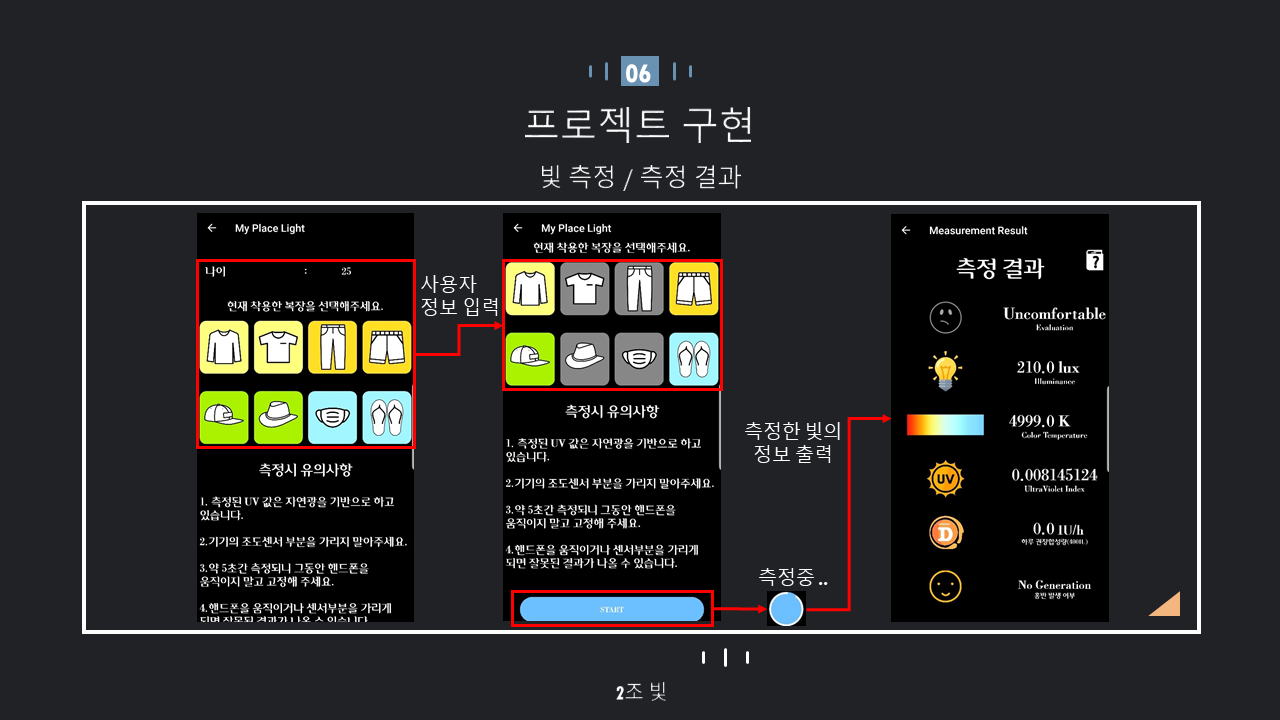 06
프로젝트 구현
빛 측정 / 측정 결과
My Place Light
나이 : 25
현재 착용한 복장을 선택해주세요.
측정시 유의사항
1. 측정된 UV 값은 자연광을 기반으로 하고
있습니다.
2.기기의 조도센서 부분을 가리지 말아주세요.
3.약 5초간 측정되니 그동안 핸드폰을
움직이지 말고 고정해 주세요.
4.핸드폰을 움직이거나 센서부분을 가리게
되면 잘못된 결과가 나올 수 있습니다.
사용자
정보 입력
My Place Light
현재 착용한 복장을 선택해주세요.
측정시 유의사항
1. 측정된 UV 값은 자연광을 기반으로 하고
있습니다.
2.기기의 조도센서 부분을 가리지 말아주세요.
3.약 5초간 측정되니 그동안 핸드폰을
움직이지 말고 고정해 주세요.
4.핸드폰을 움직이거나 센서부분을 가리게
되면 잘못된 결과가 나올 수 있습니다.
START
측정중 ..
측정한 빛의
정보 출력
Measurement Result
측정 결과
?
Uncomfortable
Evaluation
210.0 lux
Illuminance
4999.0 K
Color Temperature
UV
0.008145124
UltraViolet Index
D
0.0 IU/h
하루 권장합성량(400IU)
No Generation
홍반 발생 여부
2조 빛